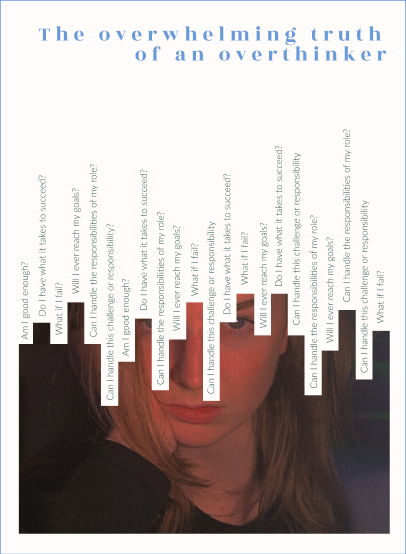 The overwhelming truth
of an overthinker
Am I good enough?
Do I have what it takes to succeed?
What if I fail?
Will I ever reach my goals?
Can I handle the responsibilities of my role?
Can I handle this challenge or responsibility?
Am I good enough?
Do I have what it takes to succeed?
Can I handle the responsibilities of my role?
Will I ever reach my goals?
What if I fail?
Can I handle this challenge or responsibility
Do I have what it takes to succeed?
What if I fail?
Will I ever reach my goals?
Do I have what it takes to succeed?
Can I handle this challenge or responsibility
Can I handle the responsibilities of my role?
Will I ever reach my goals?
Can I handle the responsibilities of my role?
Can I handle this challenge or responsibility
What if I fail?